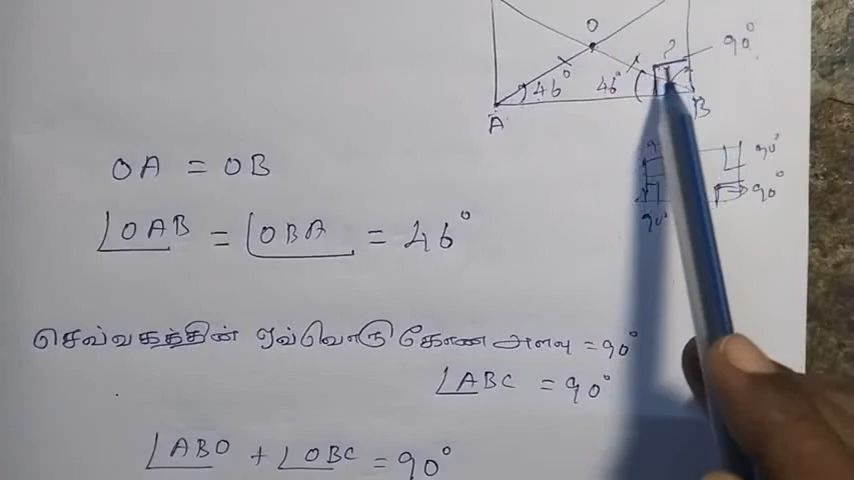 O
?
90°
46°
46°
A
B
90°
90°
90°
OA = OB
∠OAB = ∠OBA = 46°
செவ்வகத்தின் ஒவ்வொரு கோண அளவு = 90°
∠ABC = 90°
∠ABO + ∠OBC = 90°